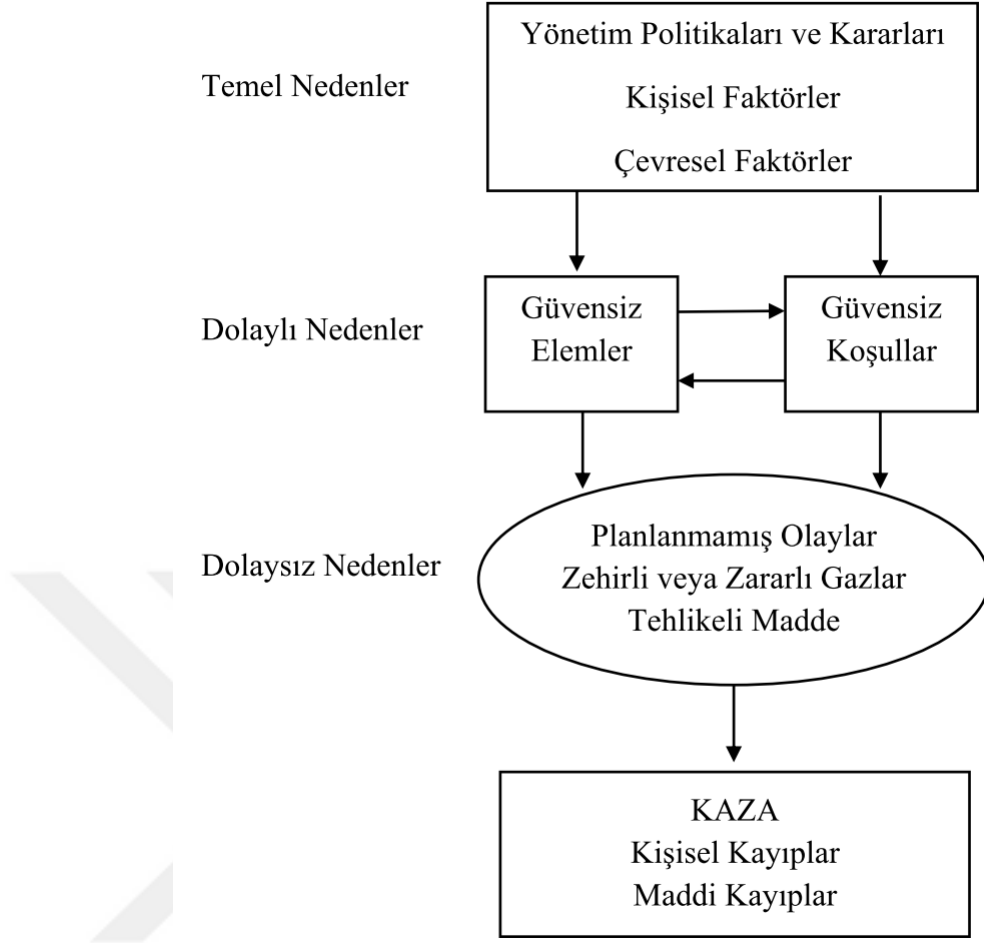 Yönetim Politikaları ve Kararları
Temel Nedenler
Kişisel Faktörler
Çevresel Faktörler
Dolaylı Nedenler
Güvensiz
Elemler
Güvensiz
Koşullar
Dolaysız Nedenler
Planlanmamış Olaylar
Zehirli veya Zararlı Gazlar
Tehlikeli Madde
KAZA
Kişisel Kayıplar
Maddi Kayıplar